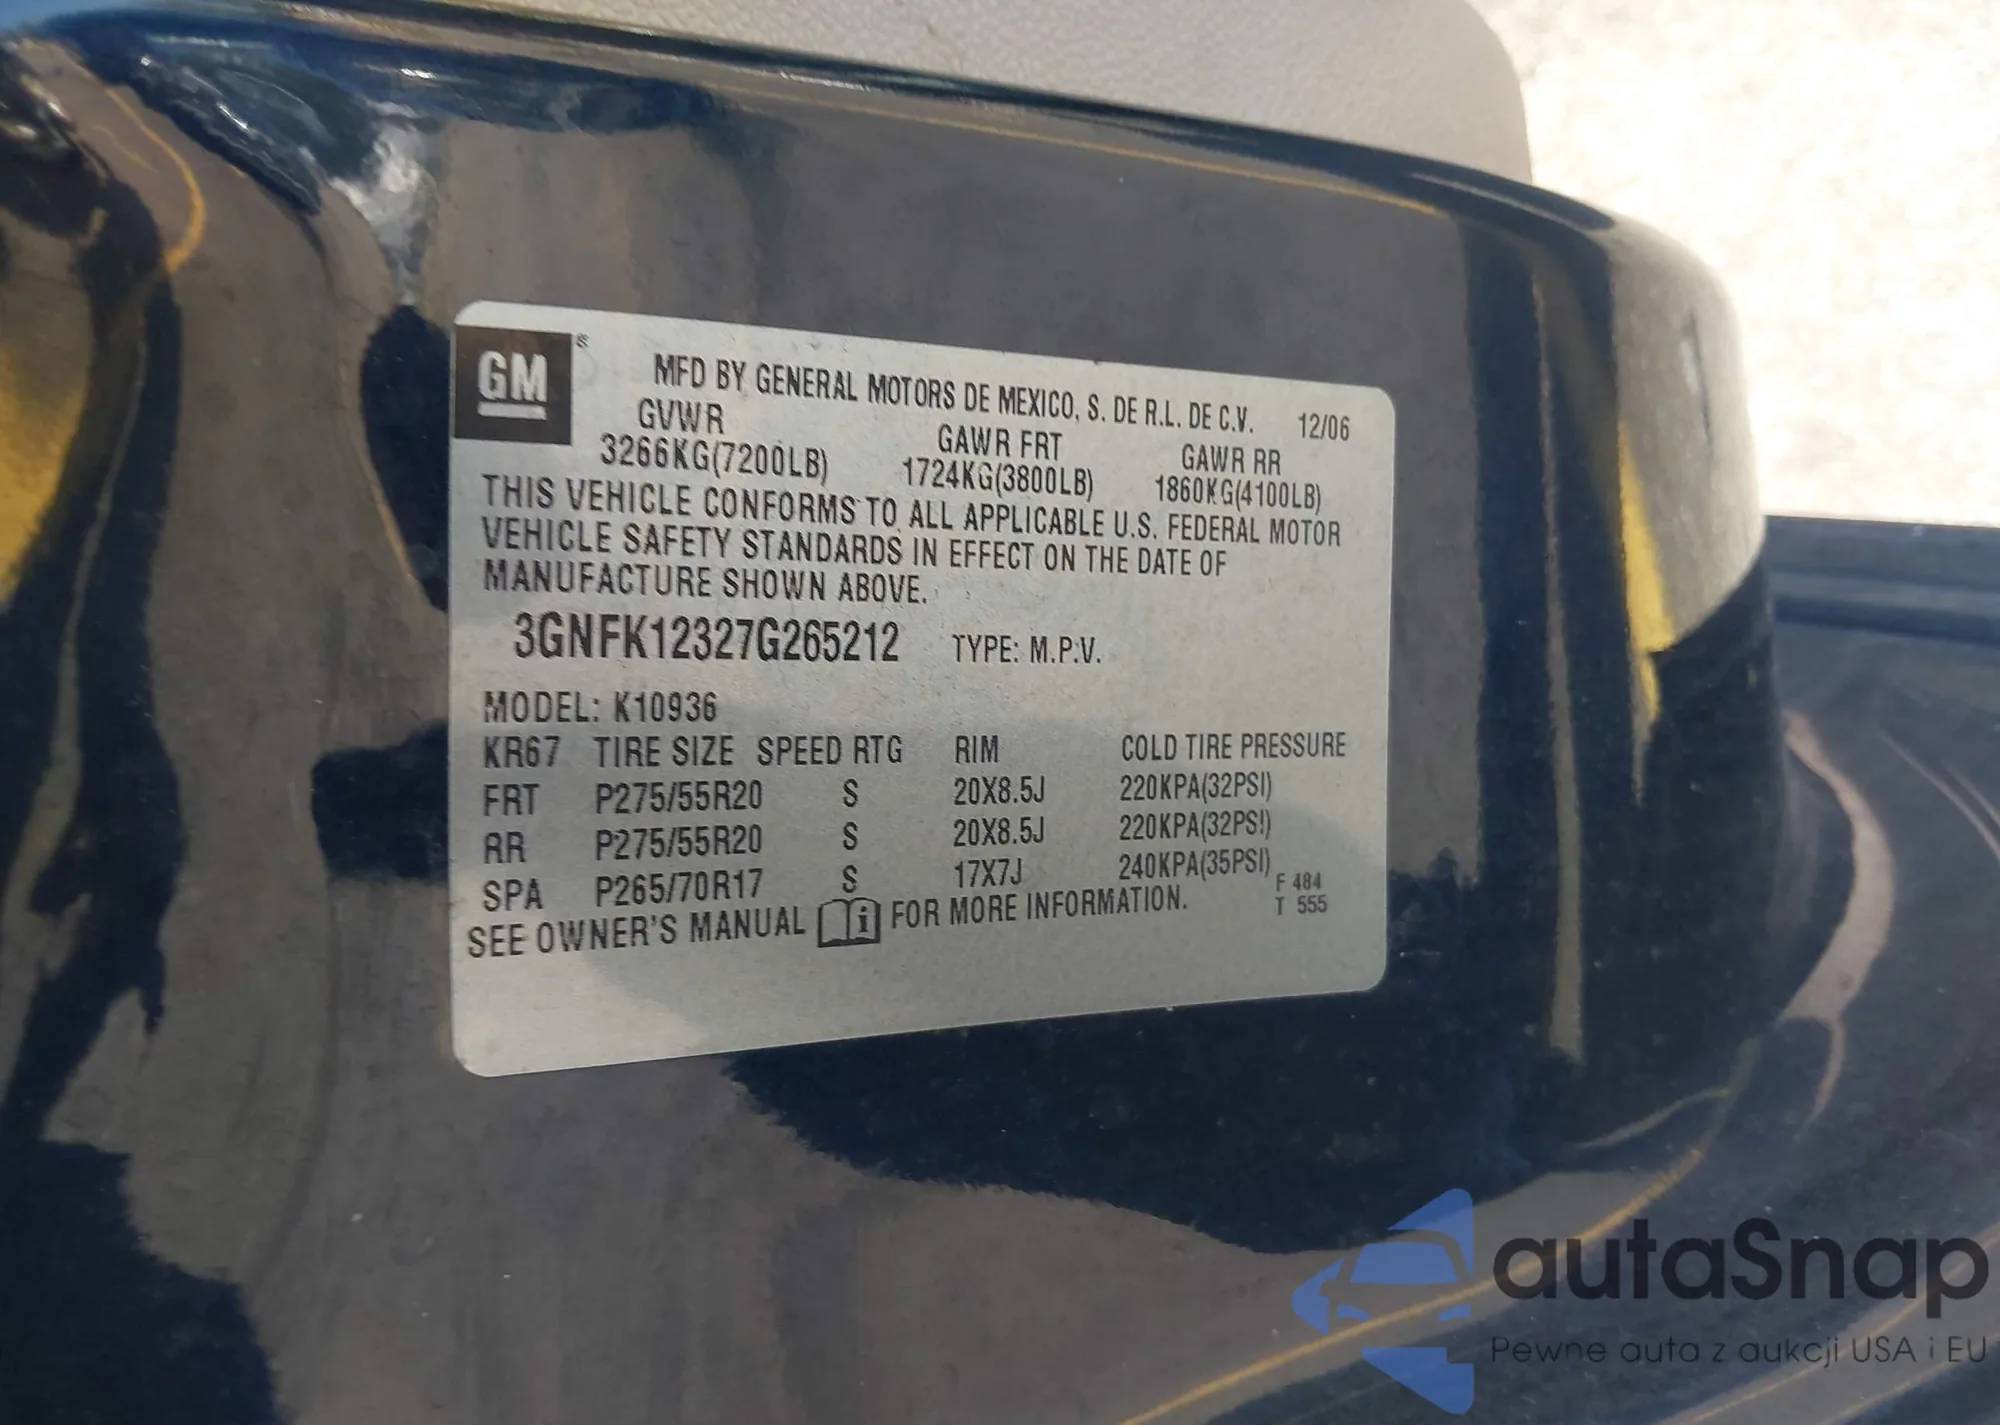 GM
MFD BY GENERAL MOTORS DE MEXICO, S. DE R.L. DE C.V. 12/06
GVWR GAWR FRT GAWR RR
3266KG(7200LB) 1724KG(3800LB) 1860KG(4100LB)
THIS VEHICLE CONFORMS TO ALL APPLICABLE U.S. FEDERAL MOTOR
VEHICLE SAFETY STANDARDS IN EFFECT ON THE DATE OF
MANUFACTURE SHOWN ABOVE.
3GNFK12327G265212 TYPE: M.P.V.
MODEL: K10936
KR67 TIRE SIZE SPEED RTG RIM COLD TIRE PRESSURE
FRT P275/55R20 S 20X8.5J 220KPA(32PSI)
RR P275/55R20 S 20X8.5J 220KPA(32PSI)
SPA P265/70R17 S 17X7J 240KPA(35PSI)
F 484
T 555
SEE OWNER'S MANUAL i FOR MORE INFORMATION.
autaSnap
Pewne auta z aukcji USA i EU